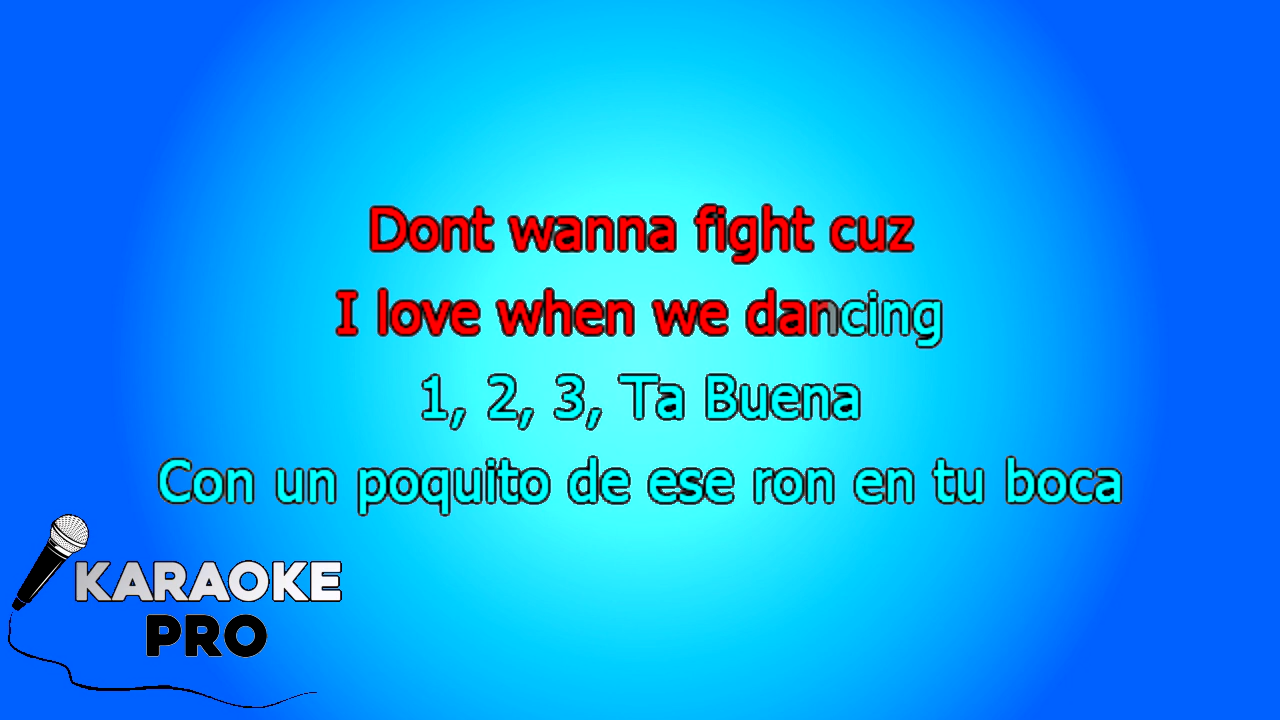 Dont wanna fight cuz
I love when we dancing
1, 2, 3, Ta Buena
Con un poquito de ese ron en tu boca
KARAOKE
PRO